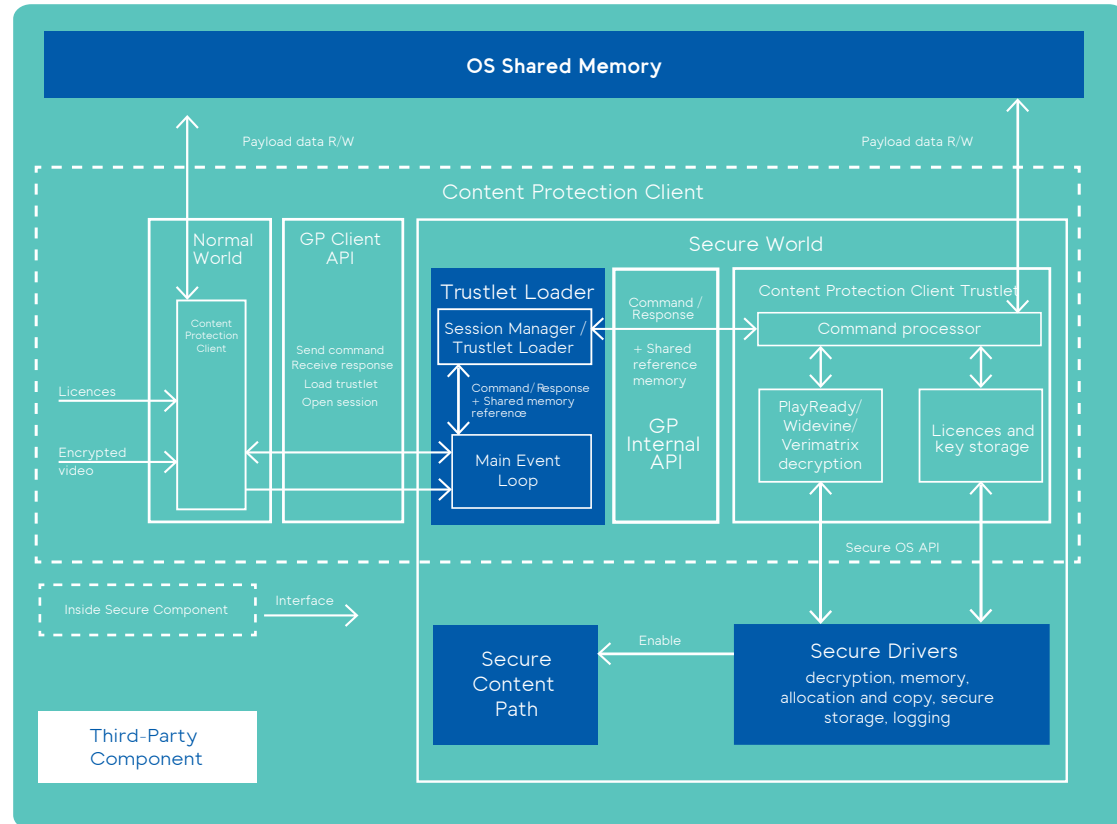 OS Shared Memory
Payload data R/W
Payload data R/W
Content Protection Client
Normal
World
GP Client
API
Secure World
Trustlet Loader
Content Protection Client Trustlet
Content
Protection
Client
Session Manager /
Trustlet Loader
Command /
Response
Command processor
Send command
Receive response
Load trustlet
Open session
+ Shared
reference
memory
Licences
Command/Response
+ Shared memory
reference
PlayReady/
Widevine/
Verimatrix
decryption
Licences and
key storage
GP
Internal
API
Encrypted
video
Main Event
Loop
Secure OS API
Inside Secure Component
Interface
Enable
Secure
Content
Path
Secure Drivers
decryption, memory,
allocation and copy, secure
storage, logging
Third-Party
Component